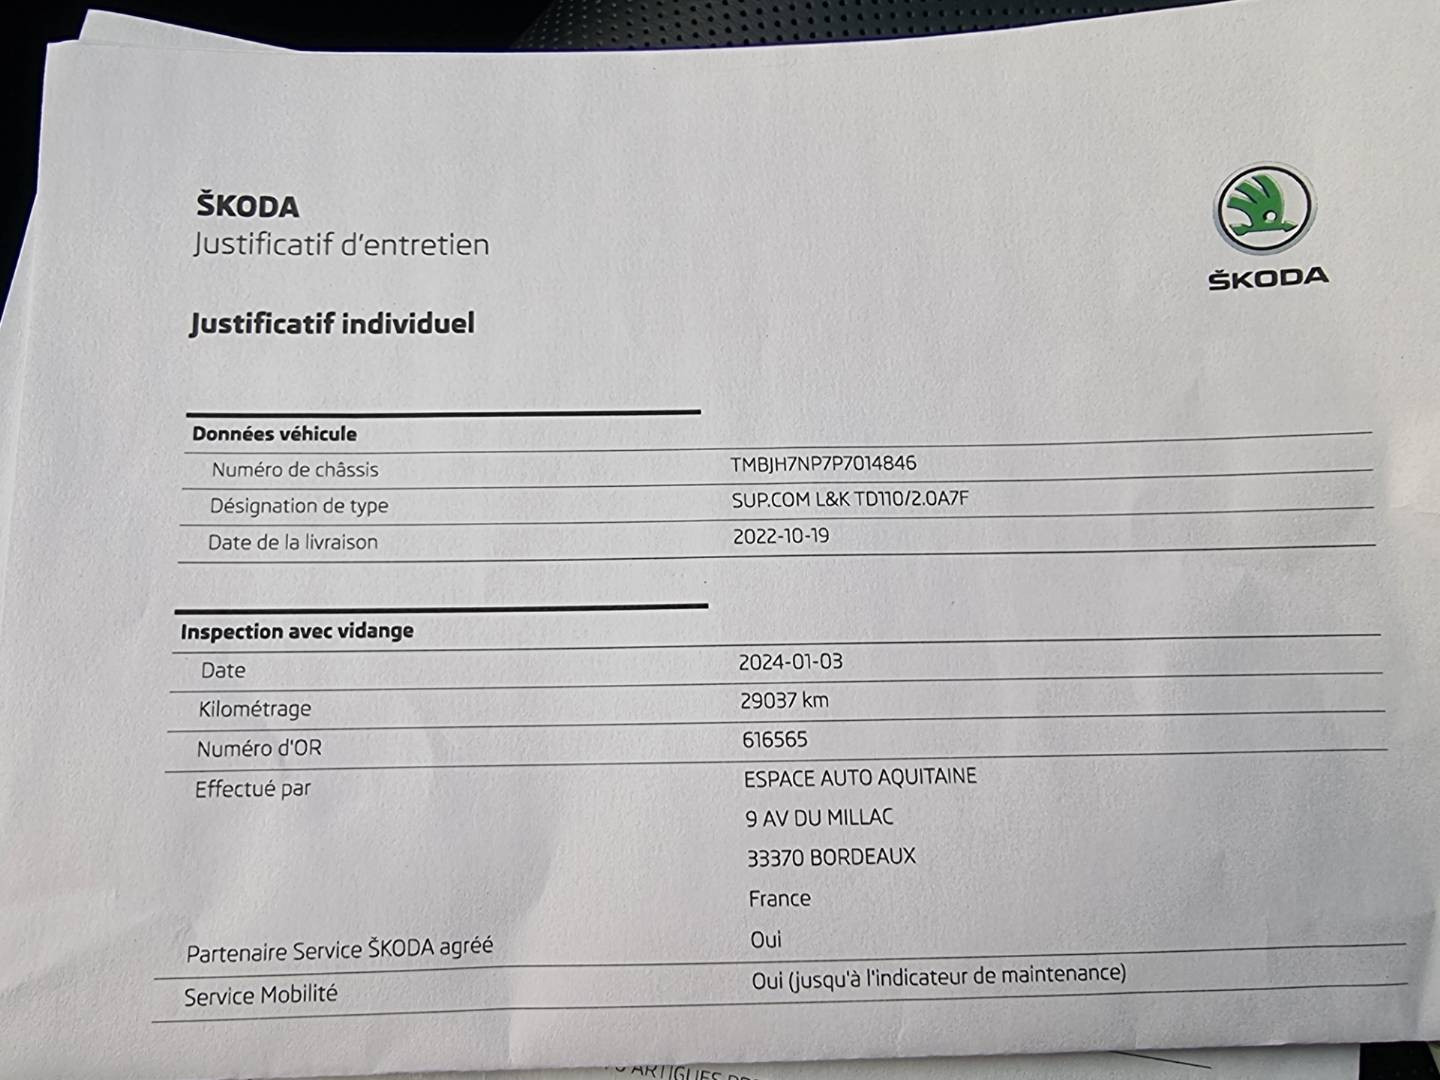 ŠKODA
Justificatif d'entretien
ŠKODA
Justificatif individuel
Données véhicule
Numéro de châssis TMBJH7NP7P7014846
Désignation de type SUP.COM L&K TD110/2.0A7F
Date de la livraison 2022-10-19
Inspection avec vidange
Date 2024-01-03
Kilométrage 29037 km
Numéro d'OR 616565
Effectué par ESPACE AUTO AQUITAINE
9 AV DU MILLAC
33370 BORDEAUX
France
Partenaire Service ŠKODA agréé Oui
Service Mobilité Oui (jusqu'à l'indicateur de maintenance)
ARTIGUES